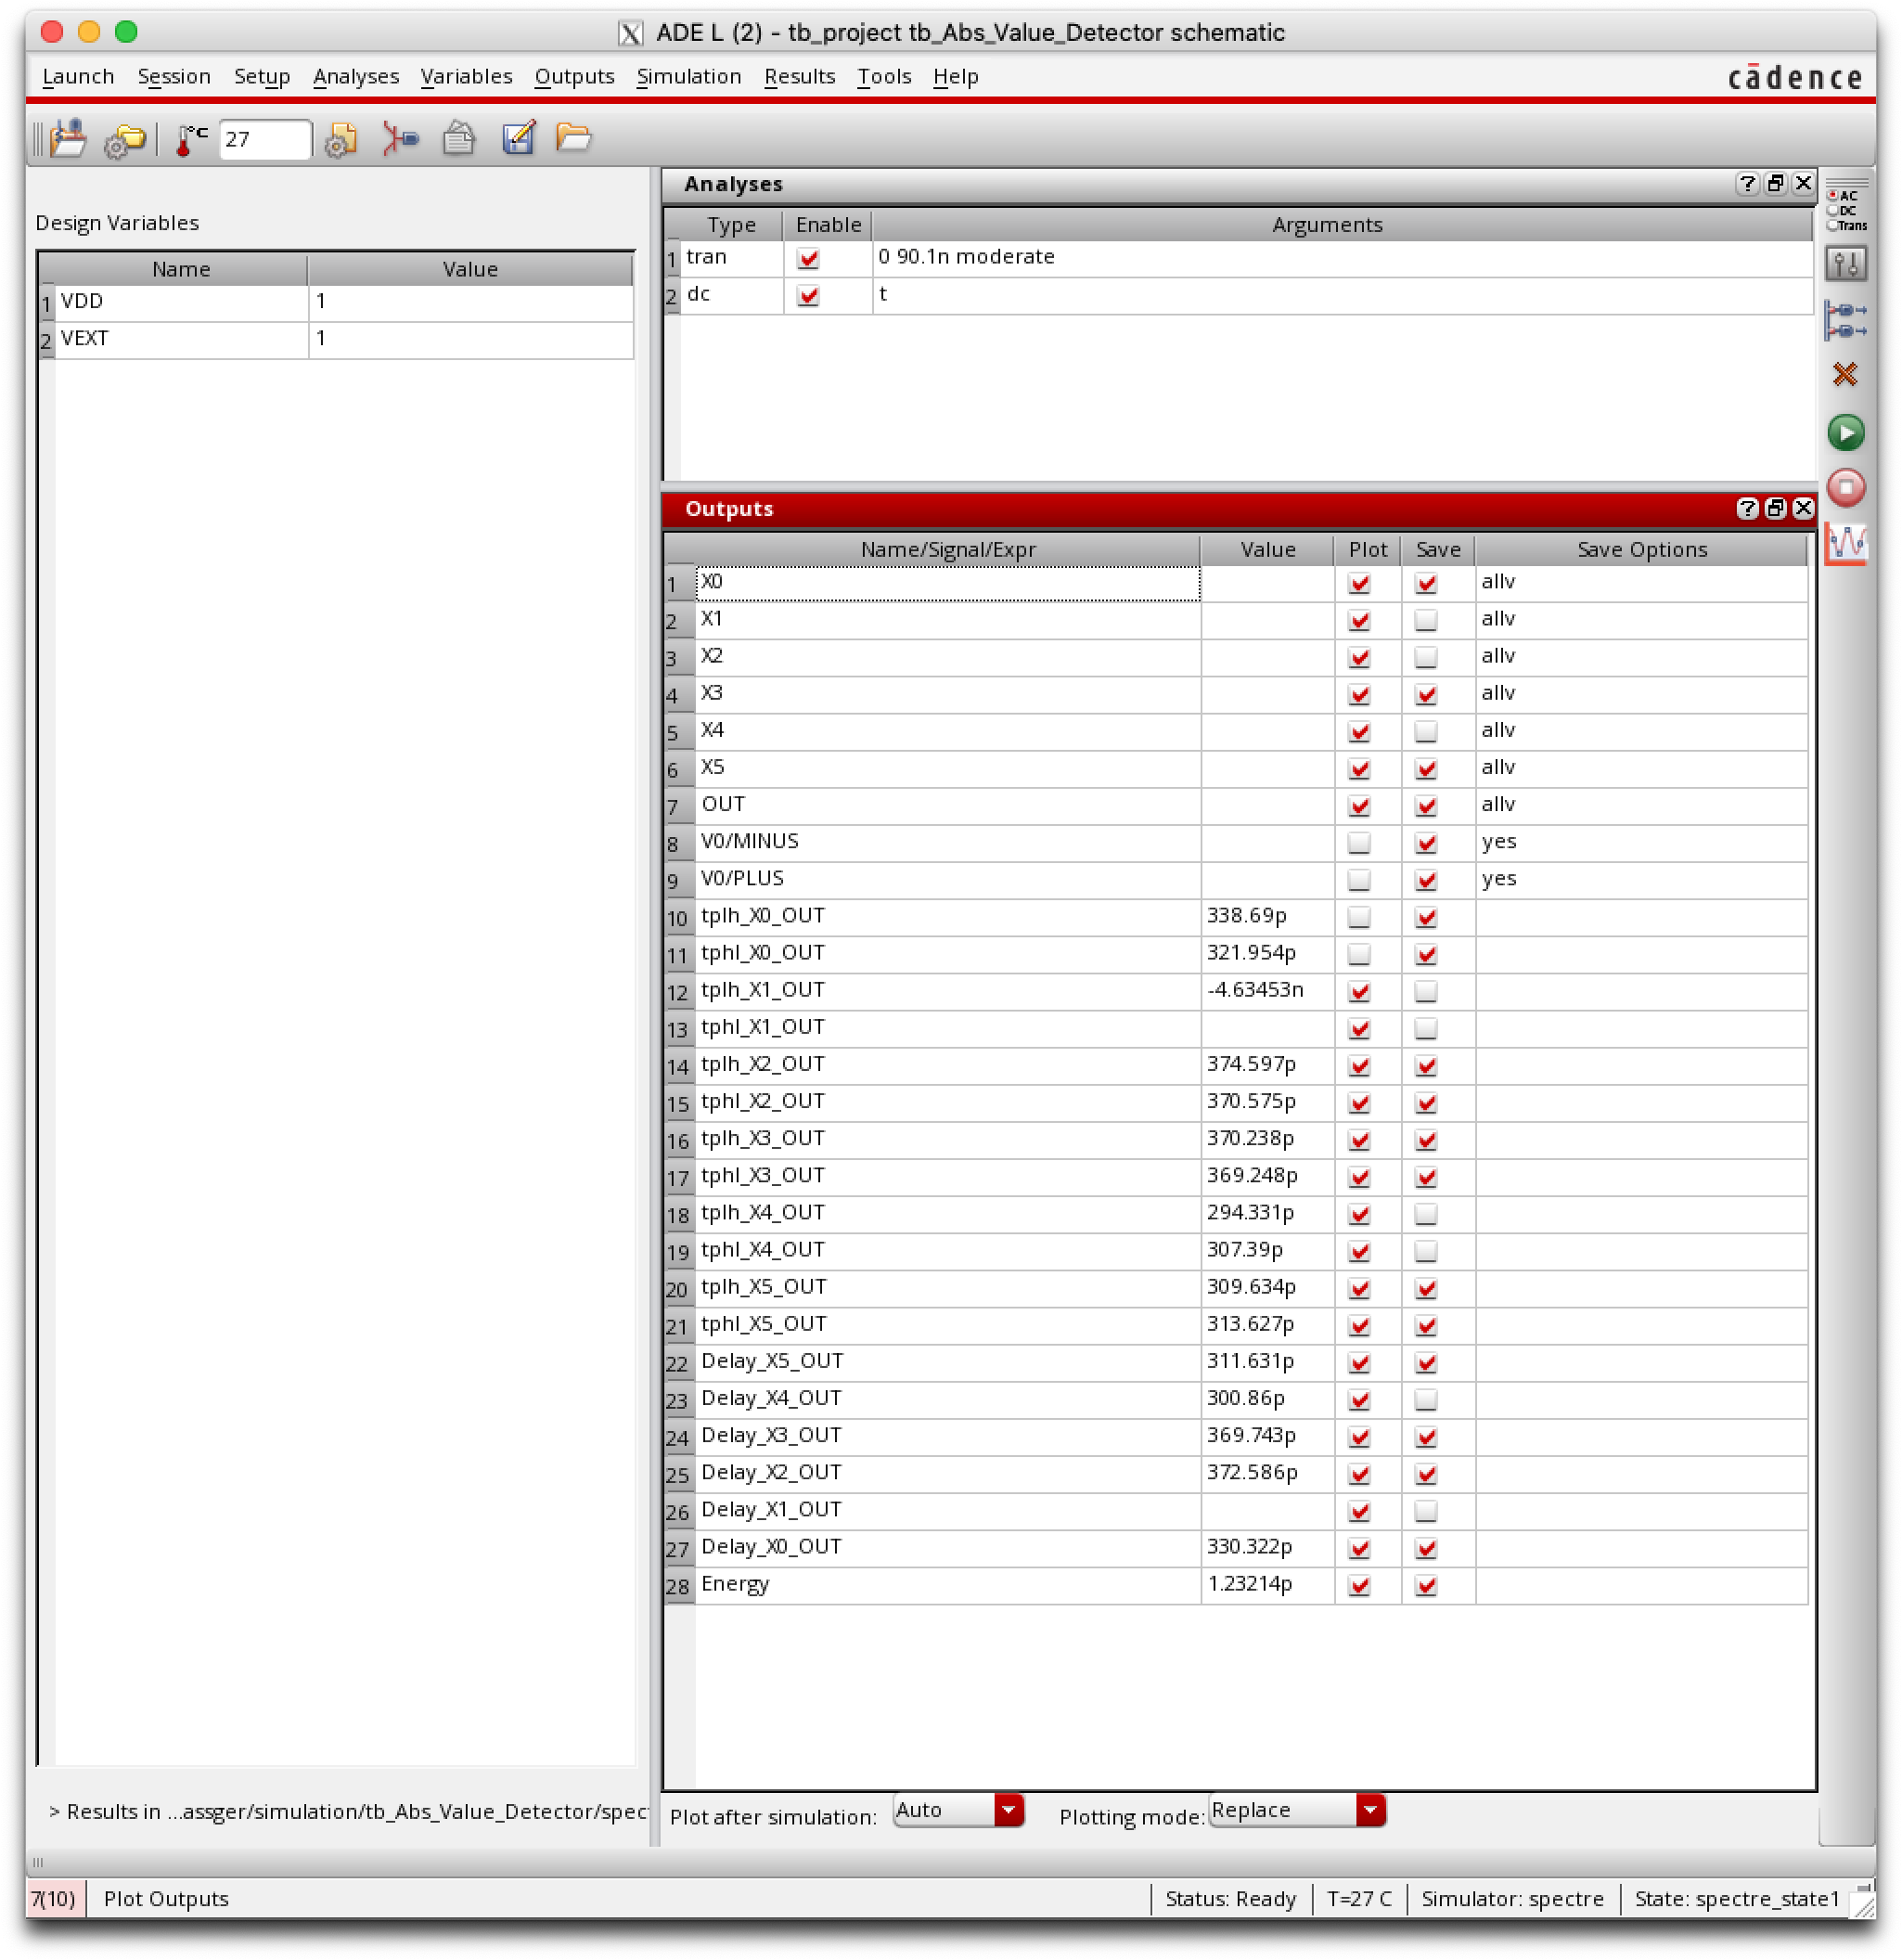 ADE L (2) - tb_project tb_Abs_Value_Detector schematic
Launch Session Setup Analyses Variables Outputs Simulation Results Tools Help cādence
°C 27
Design Variables
Name Value
1 VDD 1
2 VEXT 1
Analyses
Type Enable Arguments
1 tran 0 90.1n moderate
2 dc t
AC
DC
Trans
Outputs
Name/Signal/Expr Value Plot Save Save Options
1 X0 allv
2 X1 allv
3 X2 allv
4 X3 allv
5 X4 allv
6 X5 allv
7 OUT allv
8 V0/MINUS yes
9 V0/PLUS yes
10 tplh_X0_OUT 338.69p
11 tphl_X0_OUT 321.954p
12 tplh_X1_OUT -4.63453n
13 tphl_X1_OUT
14 tplh_X2_OUT 374.597p
15 tphl_X2_OUT 370.575p
16 tplh_X3_OUT 370.238p
17 tphl_X3_OUT 369.248p
18 tplh_X4_OUT 294.331p
19 tphl_X4_OUT 307.39p
20 tplh_X5_OUT 309.634p
21 tphl_X5_OUT 313.627p
22 Delay_X5_OUT 311.631p
23 Delay_X4_OUT 300.86p
24 Delay_X3_OUT 369.743p
25 Delay_X2_OUT 372.586p
26 Delay_X1_OUT
27 Delay_X0_OUT 330.322p
28 Energy 1.23214p
> Results in ...assger/simulation/tb_Abs_Value_Detector/spec
Plot after simulation: Auto Plotting mode: Replace
7(10) Plot Outputs Status: Ready T=27 C Simulator: spectre State: spectre_state1